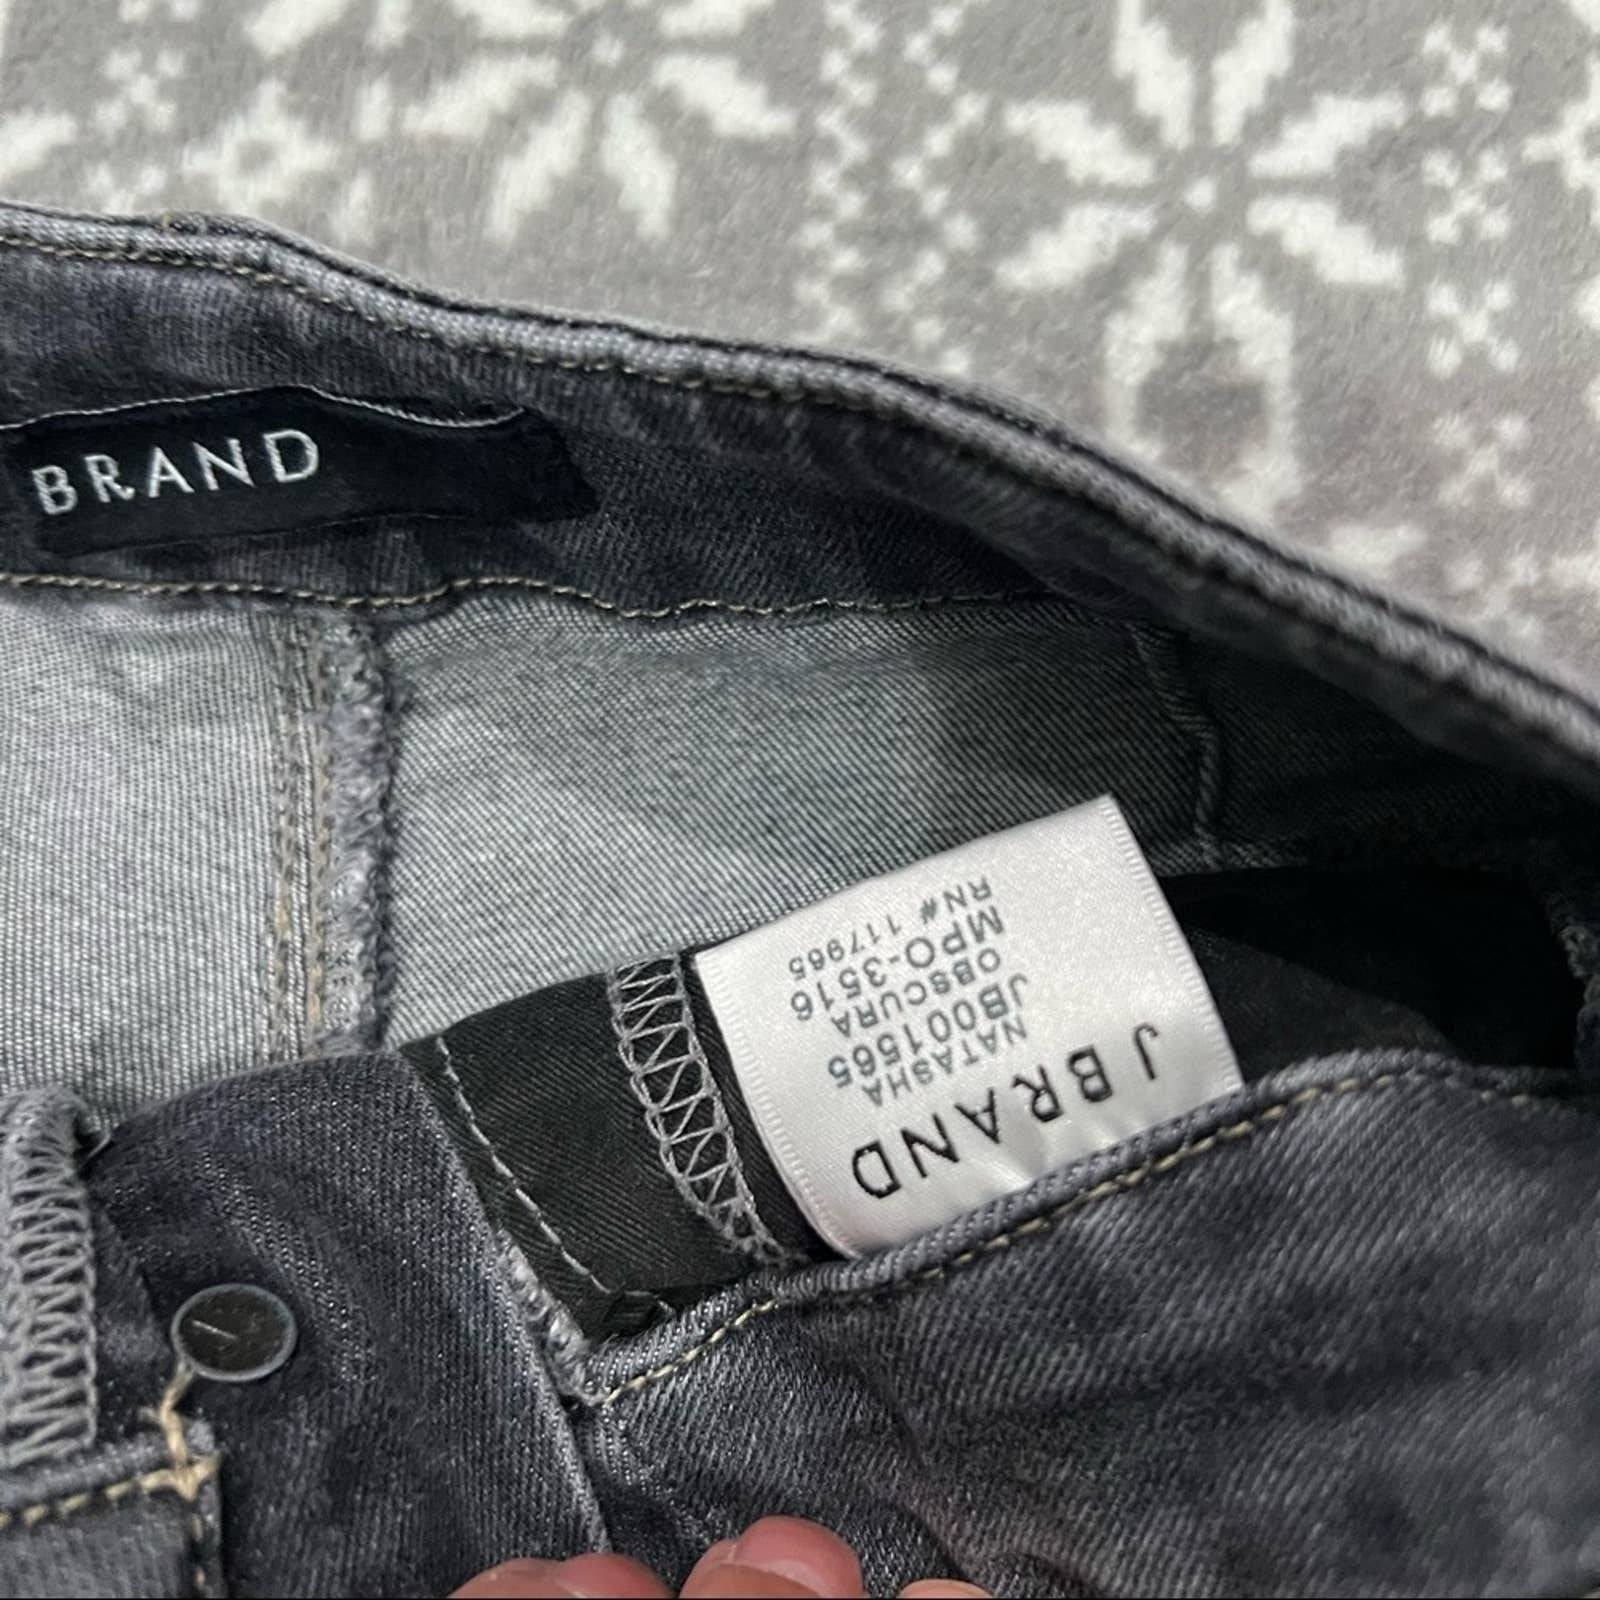 BRAND
J BRAND
NATASHA
JB001565
OBSCURA
MPO-3516
RN# 117965